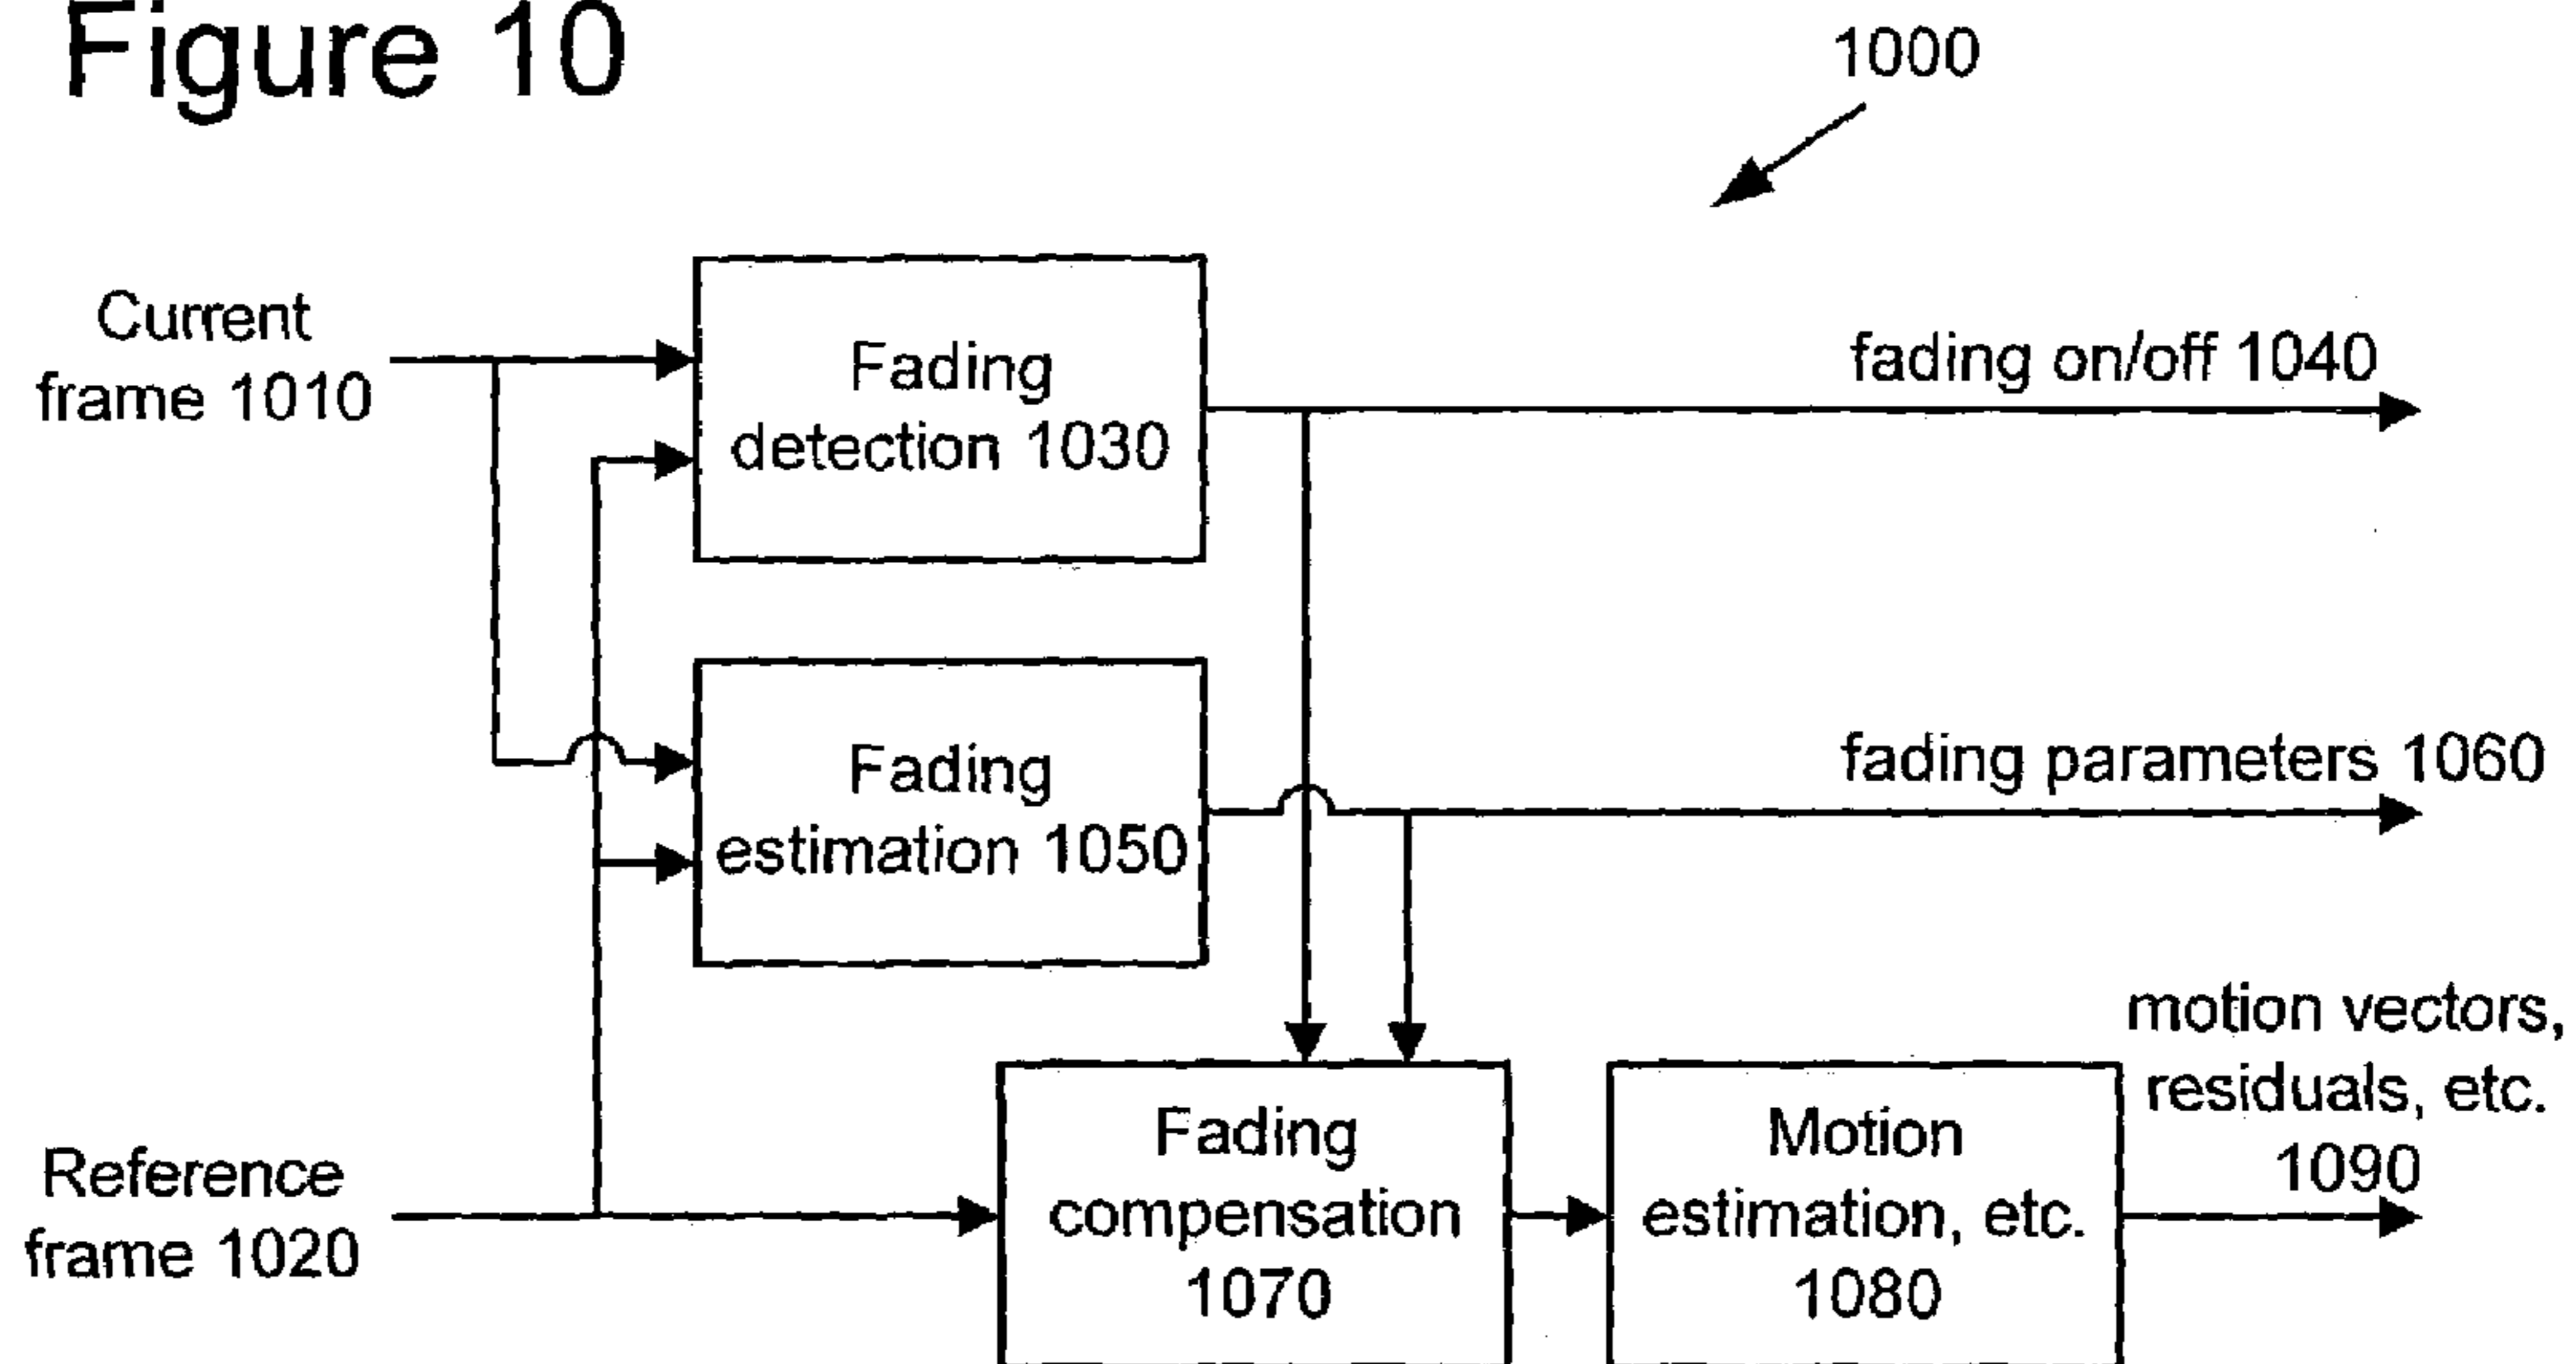 Figure 10
1000
Current
frame 1010
Fading
detection 1030
fading on/off 1040
Fading
estimation 1050
fading parameters 1060
Reference
frame 1020
Fading
compensation
1070
Motion
estimation, etc.
1080
motion vectors,
residuals, etc.
1090